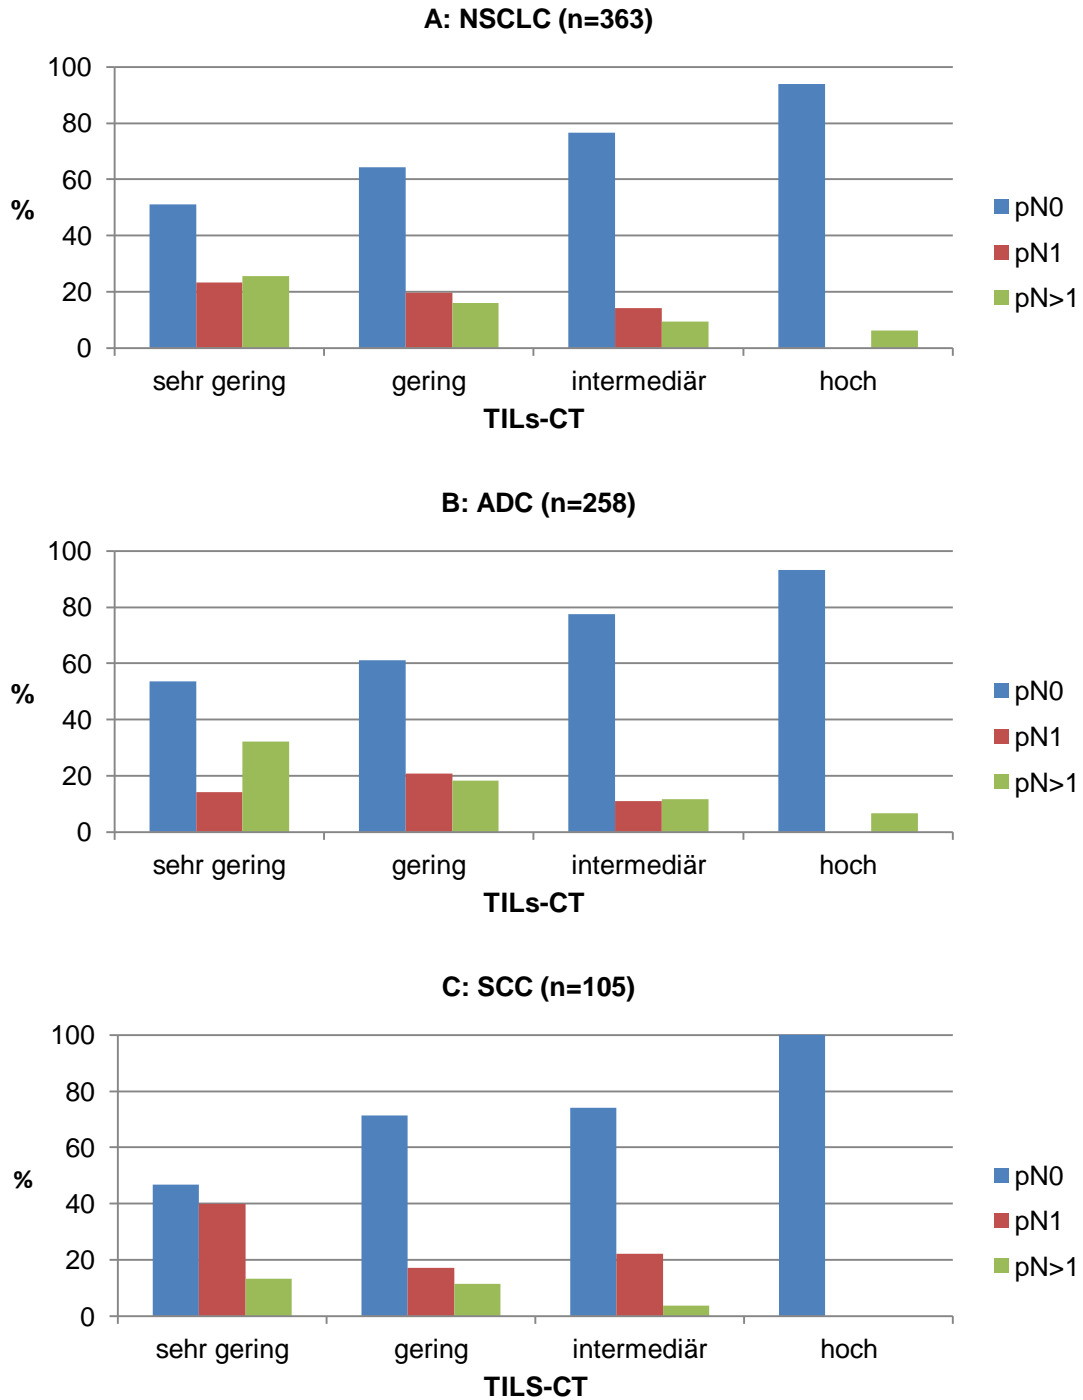 A: NSCLC (n=363)
100
80
60
40
20
0
%
sehr gering gering intermediär hoch
TILs-CT
pN0
pN1
pN>1
B: ADC (n=258)
100
80
60
40
20
0
%
sehr gering gering intermediär hoch
TILs-CT
pN0
pN1
pN>1
C: SCC (n=105)
100
80
60
40
20
0
%
sehr gering gering intermediär hoch
TILS-CT
pN0
pN1
pN>1